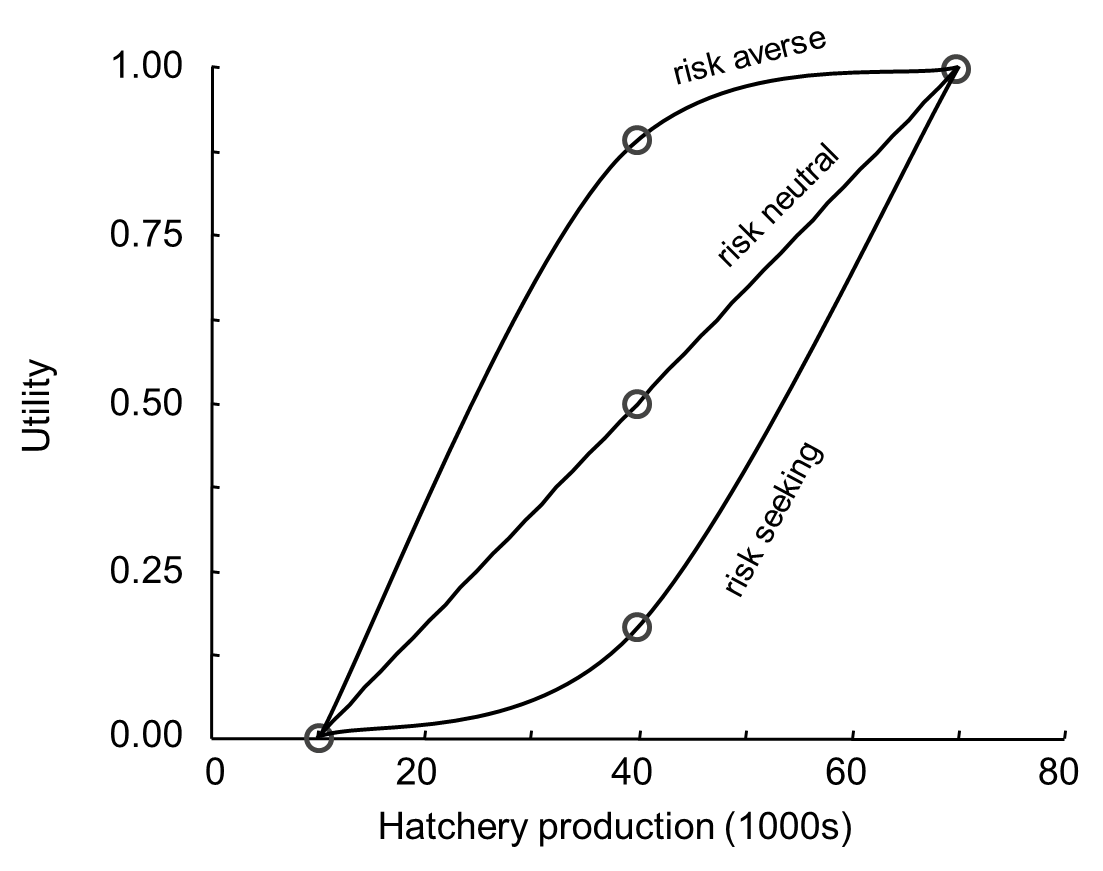 1.00
0.75
0.50
0.25
0.00
Utility
risk averse
risk neutral
risk seeking
0 20 40 60 80
Hatchery production (1000s)